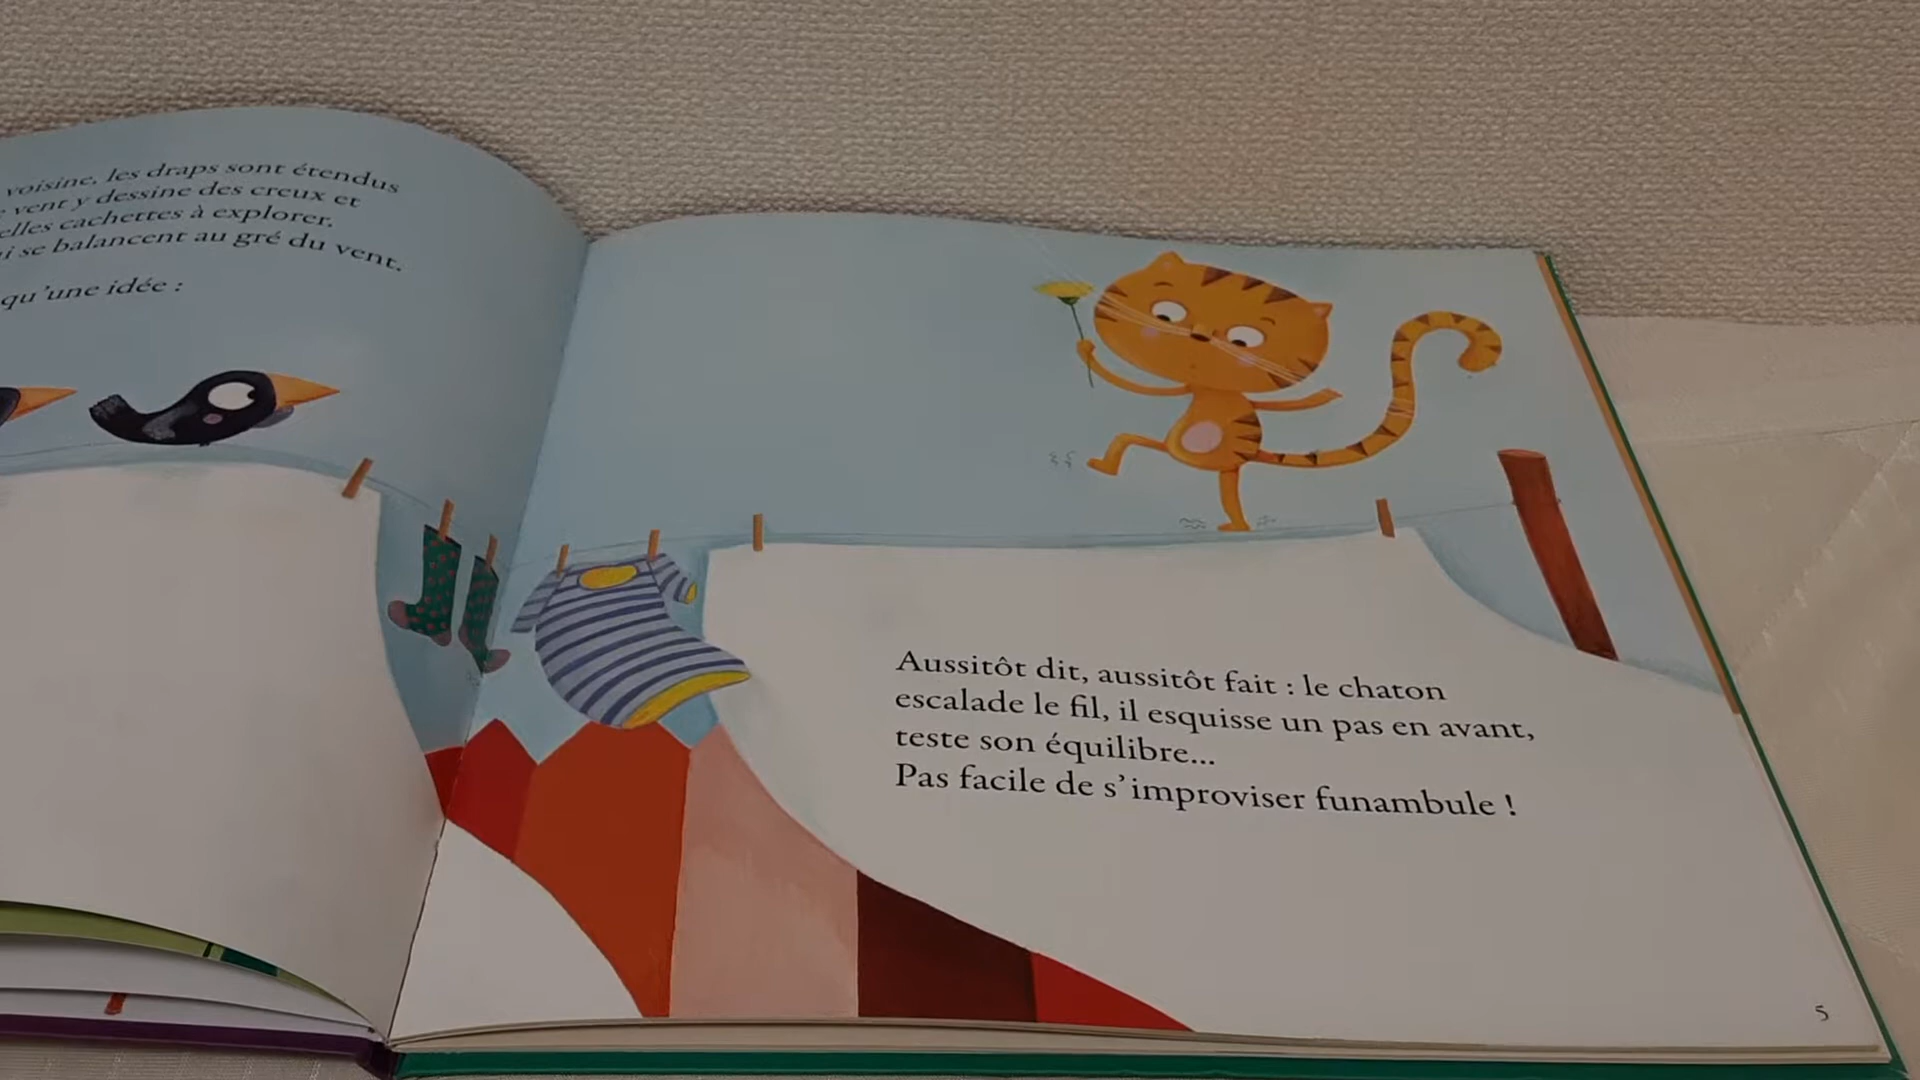 voisine, les draps sont étendus
vent y dessine des creux et
elles cachettes à explorer.
i se balancent au gré du vent.
qu'une idée :
Aussitôt dit, aussitôt fait : le chaton
escalade le fil, il esquisse un pas en avant,
teste son équilibre...
Pas facile de s'improviser funambule !
5